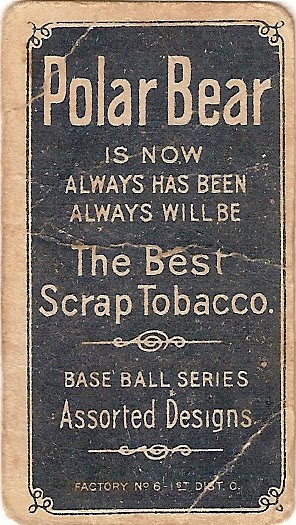 Polar Bear
IS NOW
ALWAYS HAS BEEN
ALWAYS WILL BE
The Best
Scrap Tobacco.
BASE BALL SERIES
Assorted Designs.
FACTORY Nº 6-1ST DIST. O.